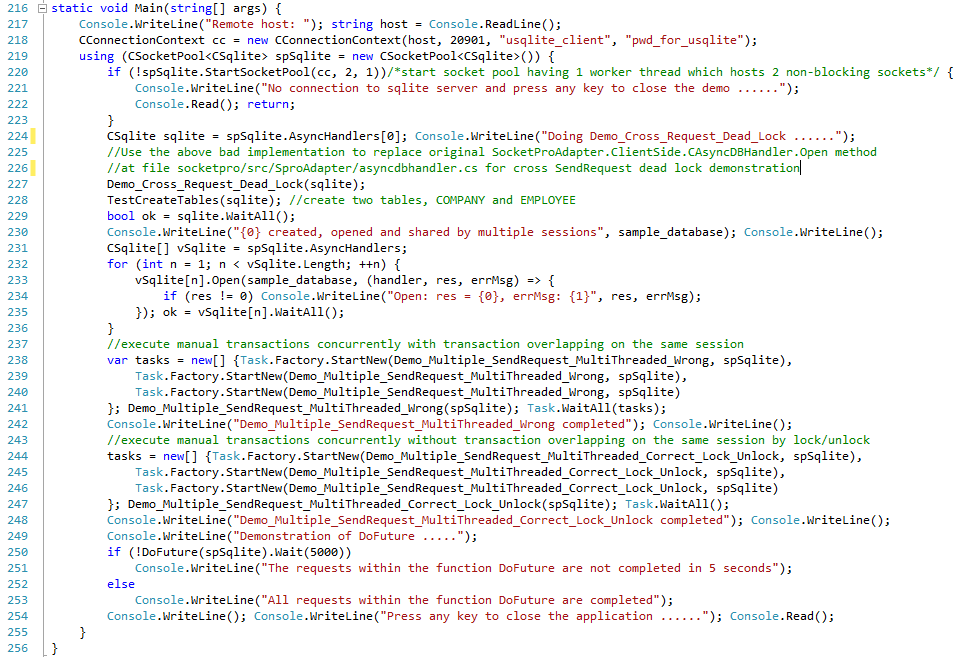 216 static void Main(string[] args) {
217 Console.WriteLine("Remote host: "); string host = Console.ReadLine();
218 CConnectionContext cc = new CConnectionContext(host, 20901, "usqlite_client", "pwd_for_usqlite");
219 using (CSocketPool<CSqlite> spSqlite = new CSocketPool<CSqlite>()) {
220 if (!spSqlite.StartSocketPool(cc, 2, 1))/*start socket pool having 1 worker thread which hosts 2 non-blocking sockets*/ {
221 Console.WriteLine("No connection to sqlite server and press any key to close the demo ......");
222 Console.Read(); return;
223 }
224 CSqlite sqlite = spSqlite.AsyncHandlers[0]; Console.WriteLine("Doing Demo_Cross_Request_Dead_Lock ......");
225 //Use the above bad implementation to replace original SocketProAdapter.ClientSide.CAsyncDBHandler.Open method
226 //at file socketpro/src/SproAdapter/asyncdbhandler.cs for cross SendRequest dead lock demonstration
227 Demo_Cross_Request_Dead_Lock(sqlite);
228 TestCreateTables(sqlite); //create two tables, COMPANY and EMPLOYEE
229 bool ok = sqlite.WaitAll();
230 Console.WriteLine("{0} created, opened and shared by multiple sessions", sample_database); Console.WriteLine();
231 CSqlite[] vSqlite = spSqlite.AsyncHandlers;
232 for (int n = 1; n < vSqlite.Length; ++n) {
233 vSqlite[n].Open(sample_database, (handler, res, errMsg) => {
234 if (res != 0) Console.WriteLine("Open: res = {0}, errMsg: {1}", res, errMsg);
235 }); ok = vSqlite[n].WaitAll();
236 }
237 //execute manual transactions concurrently with transaction overlapping on the same session
238 var tasks = new[] {Task.Factory.StartNew(Demo_Multiple_SendRequest_MultiThreaded_Wrong, spSqlite),
239 Task.Factory.StartNew(Demo_Multiple_SendRequest_MultiThreaded_Wrong, spSqlite),
240 Task.Factory.StartNew(Demo_Multiple_SendRequest_MultiThreaded_Wrong, spSqlite)
241 }; Demo_Multiple_SendRequest_MultiThreaded_Wrong(spSqlite); Task.WaitAll(tasks);
242 Console.WriteLine("Demo_Multiple_SendRequest_MultiThreaded_Wrong completed"); Console.WriteLine();
243 //execute manual transactions concurrently without transaction overlapping on the same session by lock/unlock
244 tasks = new[] {Task.Factory.StartNew(Demo_Multiple_SendRequest_MultiThreaded_Correct_Lock_Unlock, spSqlite),
245 Task.Factory.StartNew(Demo_Multiple_SendRequest_MultiThreaded_Correct_Lock_Unlock, spSqlite),
246 Task.Factory.StartNew(Demo_Multiple_SendRequest_MultiThreaded_Correct_Lock_Unlock, spSqlite)
247 }; Demo_Multiple_SendRequest_MultiThreaded_Correct_Lock_Unlock(spSqlite); Task.WaitAll();
248 Console.WriteLine("Demo_Multiple_SendRequest_MultiThreaded_Correct_Lock_Unlock completed"); Console.WriteLine();
249 Console.WriteLine("Demonstration of DoFuture .....");
250 if (!DoFuture(spSqlite).Wait(5000))
251 Console.WriteLine("The requests within the function DoFuture are not completed in 5 seconds");
252 else
253 Console.WriteLine("All requests within the function DoFuture are completed");
254 Console.WriteLine(); Console.WriteLine("Press any key to close the application ......"); Console.Read();
255 }
256 }